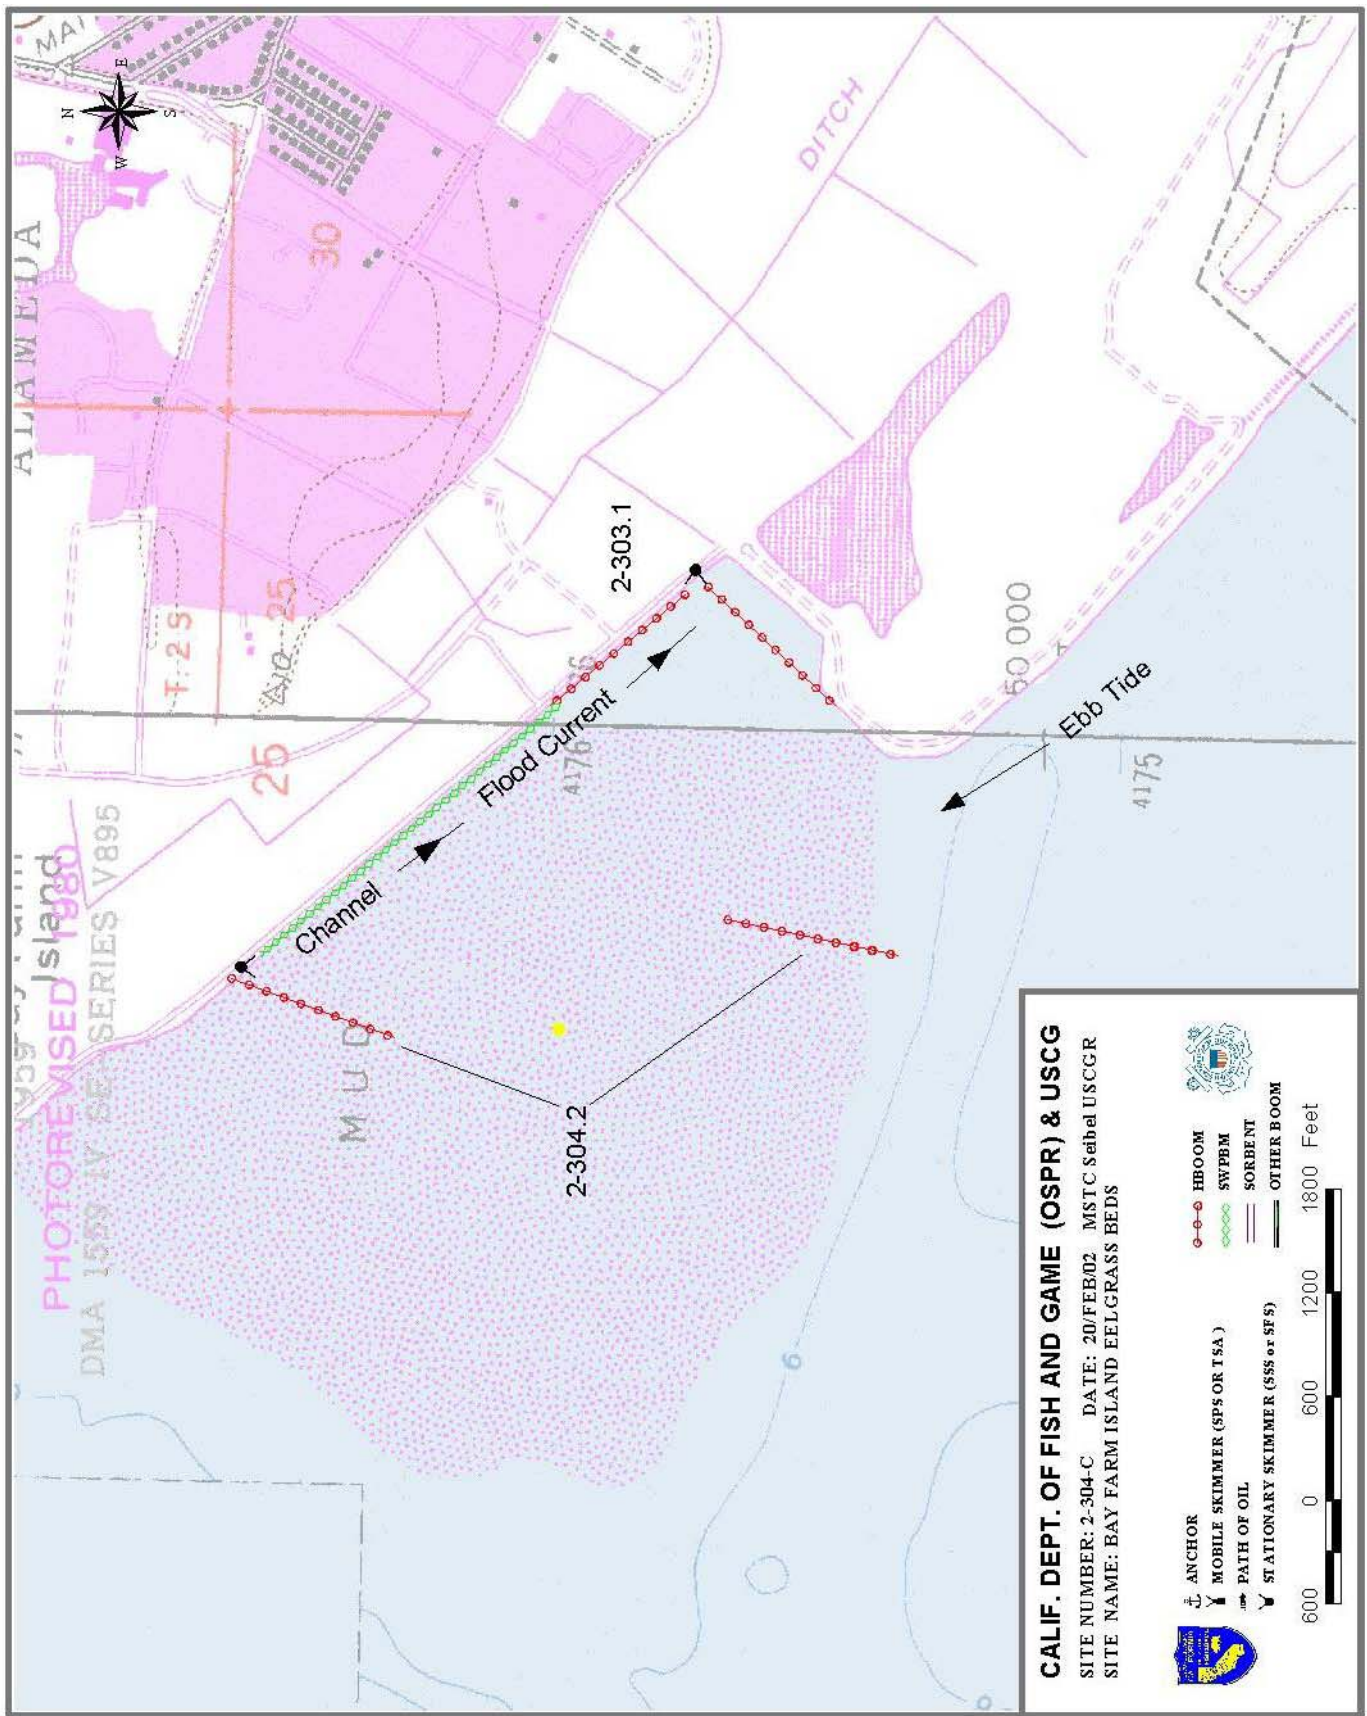 MAI
N
E
S
W
ALAMEDA
DITCH
30
T. 2 S
25
25
Island
PHOTOREVISED 1980
DMA 1559 IV SE-SERIES V895
2-303.1
Flood Current
Channel
4176
50 000
Ebb Tide
4175
M U D
2-304.2
6
CALIF. DEPT. OF FISH AND GAME (OSPR) & USCG
SITE NUMBER: 2-304-C DATE: 20/FEB/02 MSTC Seibel USCGR
SITE NAME: BAY FARM ISLAND EELGRASS BEDS
ANCHOR
MOBILE SKIMMER (SPS OR TSA )
PATH OF OIL
STATIONARY SKIMMER (SSS or SFS)
HBOOM
SWPBM
SORBENT
OTHER BOOM
600 0 600 1200 1800 Feet